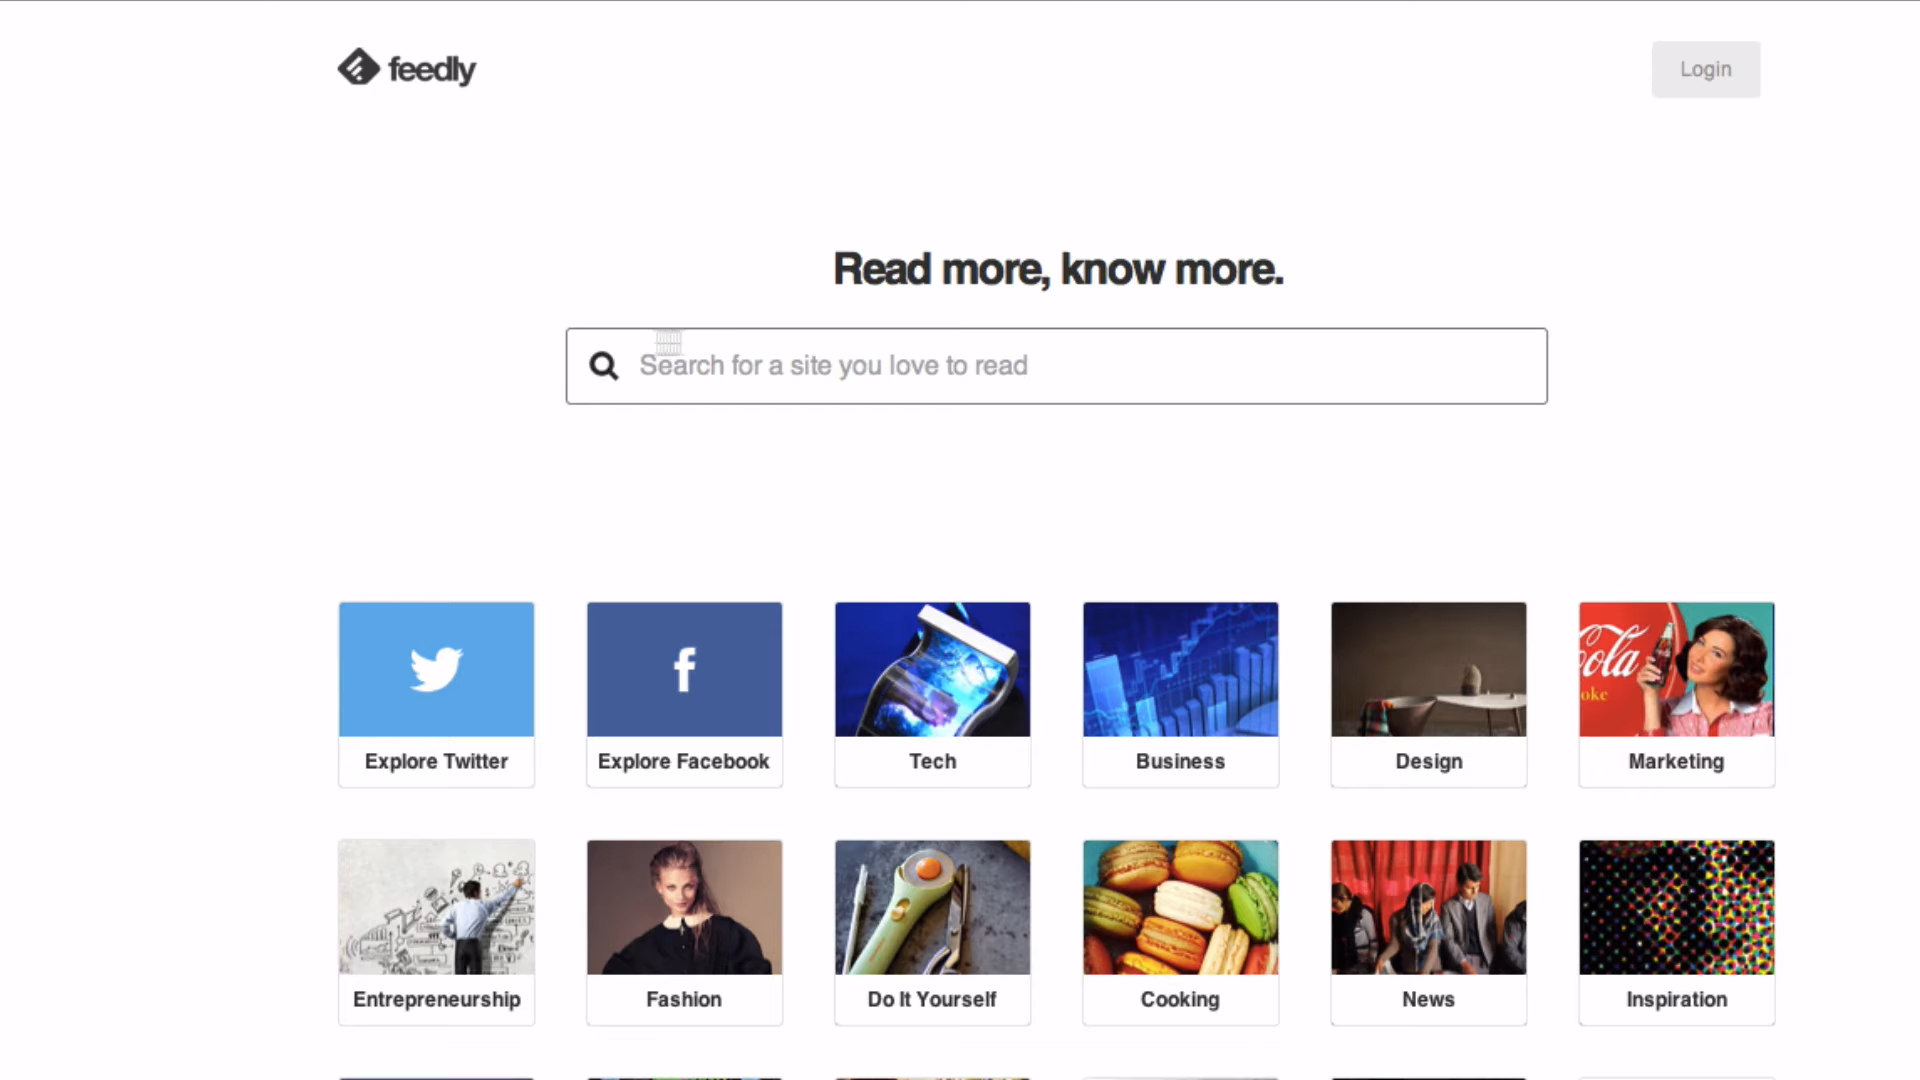 feedly
Login
Read more, know more.
Search for a site you love to read
Explore Twitter
Explore Facebook
Tech
Business
Design
Marketing
Entrepreneurship
Fashion
Do It Yourself
Cooking
News
Inspiration